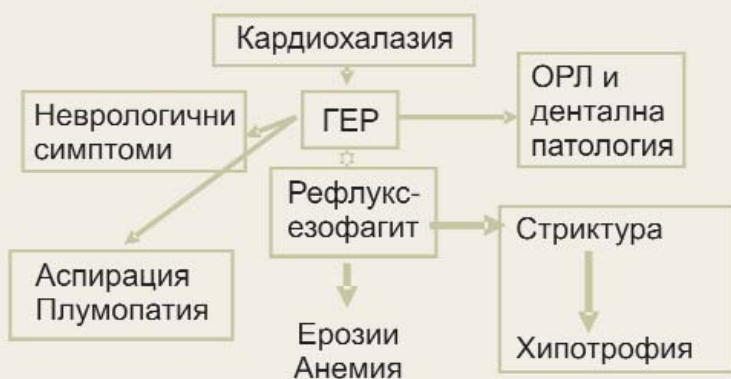 Кардиохалазия
ГЕР
ОРЛ и
дентална
патология
Неврологични
симптоми
Рефлукс-
езофагит
Стриктура
Аспирация
Плумопатия
Ерозии
Анемия
Хипотрофия